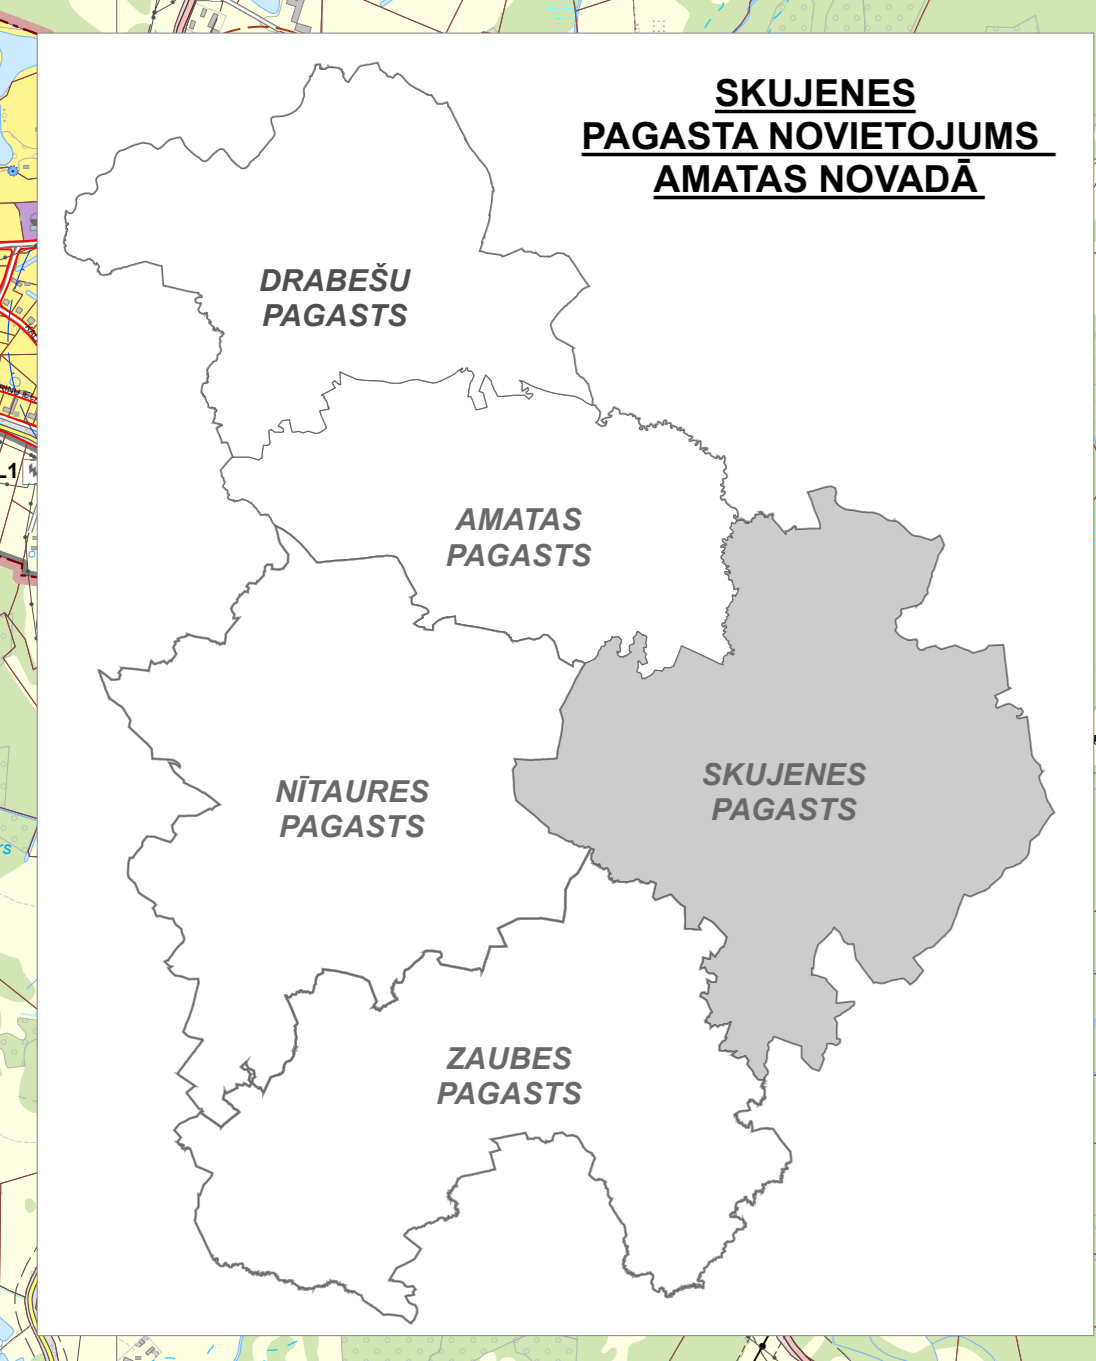 SKUJENES
PAGASTA NOVIETOJUMS
AMATAS NOVADĀ
DRABEŠU
PAGASTS
AMATAS
PAGASTS
SKUJENES
PAGASTS
NĪTAURES
PAGASTS
ZAUBES
PAGASTS